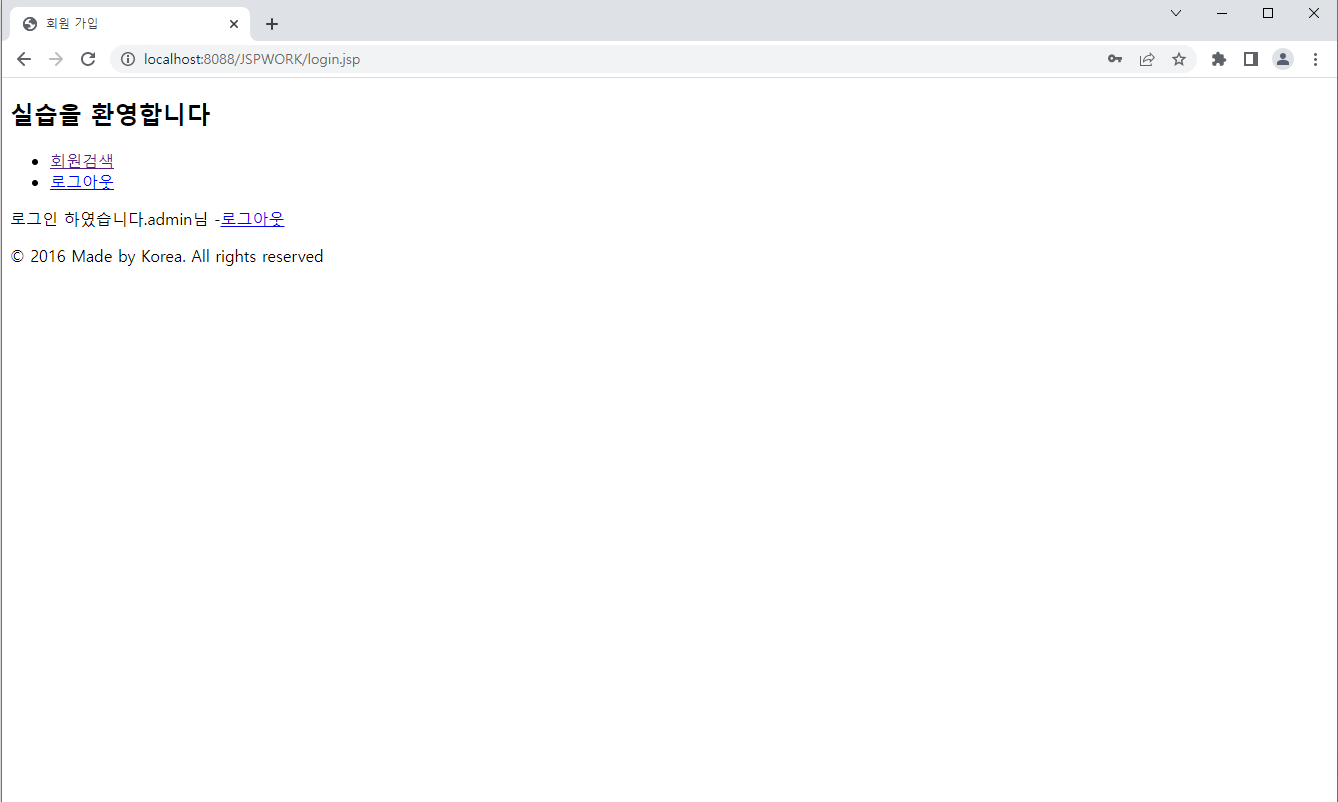 회원 가입
localhost:8088/JSPWORK/login.jsp
실습을 환영합니다
회원검색
로그아웃
로그인 하였습니다.admin님 -로그아웃
© 2016 Made by Korea. All rights reserved